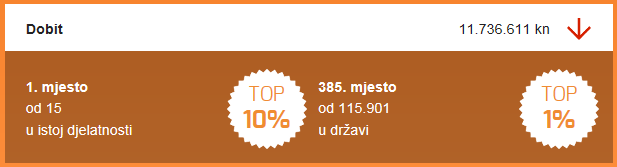 Dobit 11.736.611 kn
1. mjesto
od 15
u istoj djelatnosti
TOP
10%
385. mjesto
od 115.901
u državi
TOP
1%